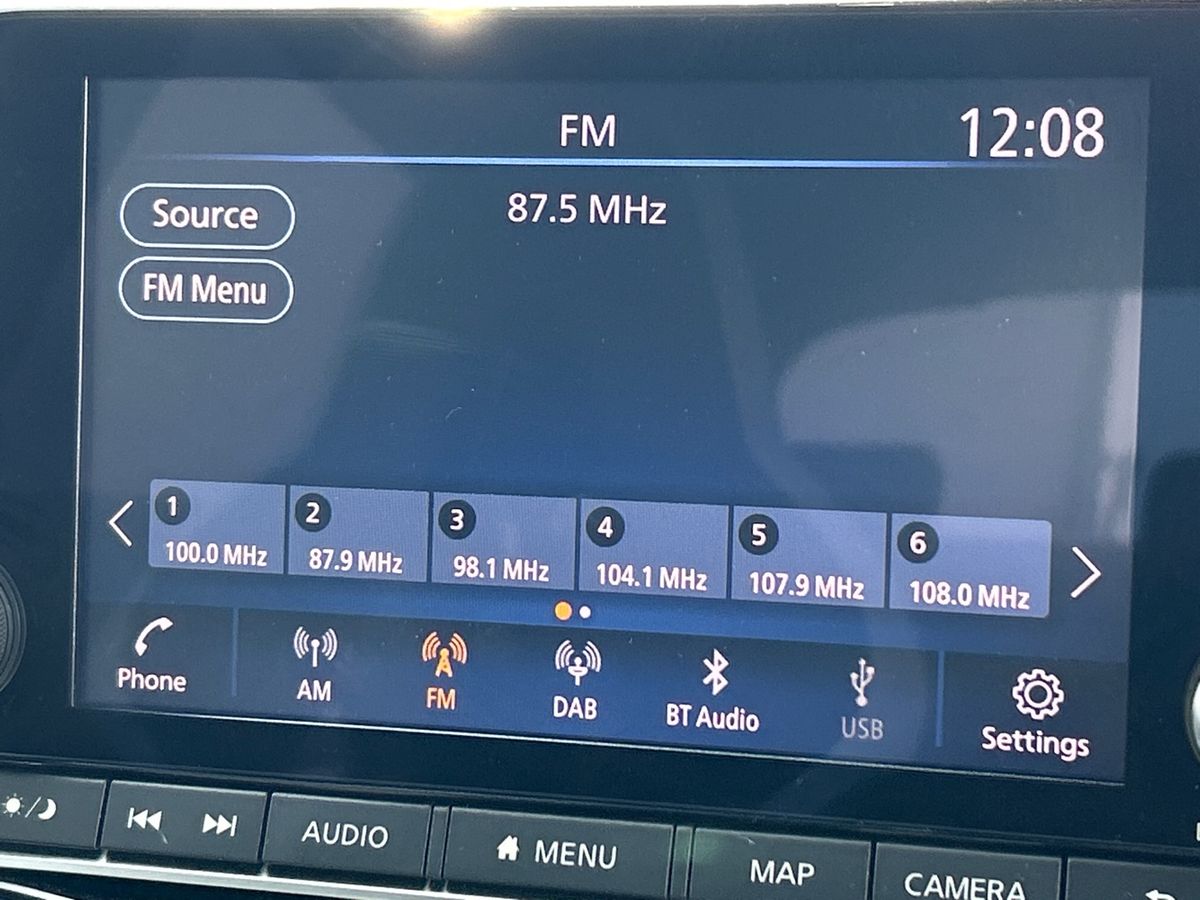 FM
12:08
Source
87.5 MHz
FM Menu
1
100.0 MHz
2
87.9 MHz
3
98.1 MHz
4
104.1 MHz
5
107.9 MHz
6
108.0 MHz
Phone
AM
FM
DAB
BT Audio
USB
Settings
AUDIO
MENU
MAP
CAMERA